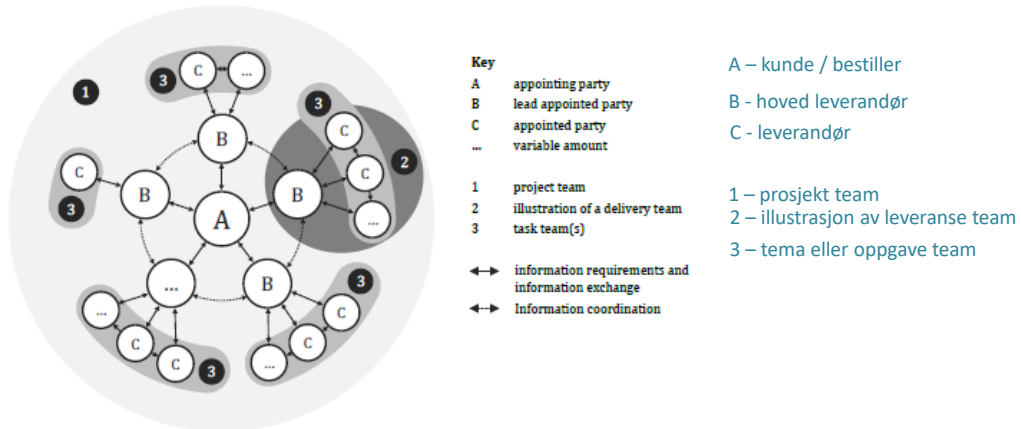 3
C
...
1
B
3
C
2
C
...
B
C
3
B
B
A
...
B
3
...
C
C
3
C
C
...
Key
A appointing party
B lead appointed party
C appointed party
... variable amount
1 project team
2 illustration of a delivery team
3 task team(s)
information requirements and
information exchange
Information coordination
A – kunde / bestiller
B - hoved leverandør
C - leverandør
1 – prosjekt team
2 – illustrasjon av leveranse team
3 – tema eller oppgave team